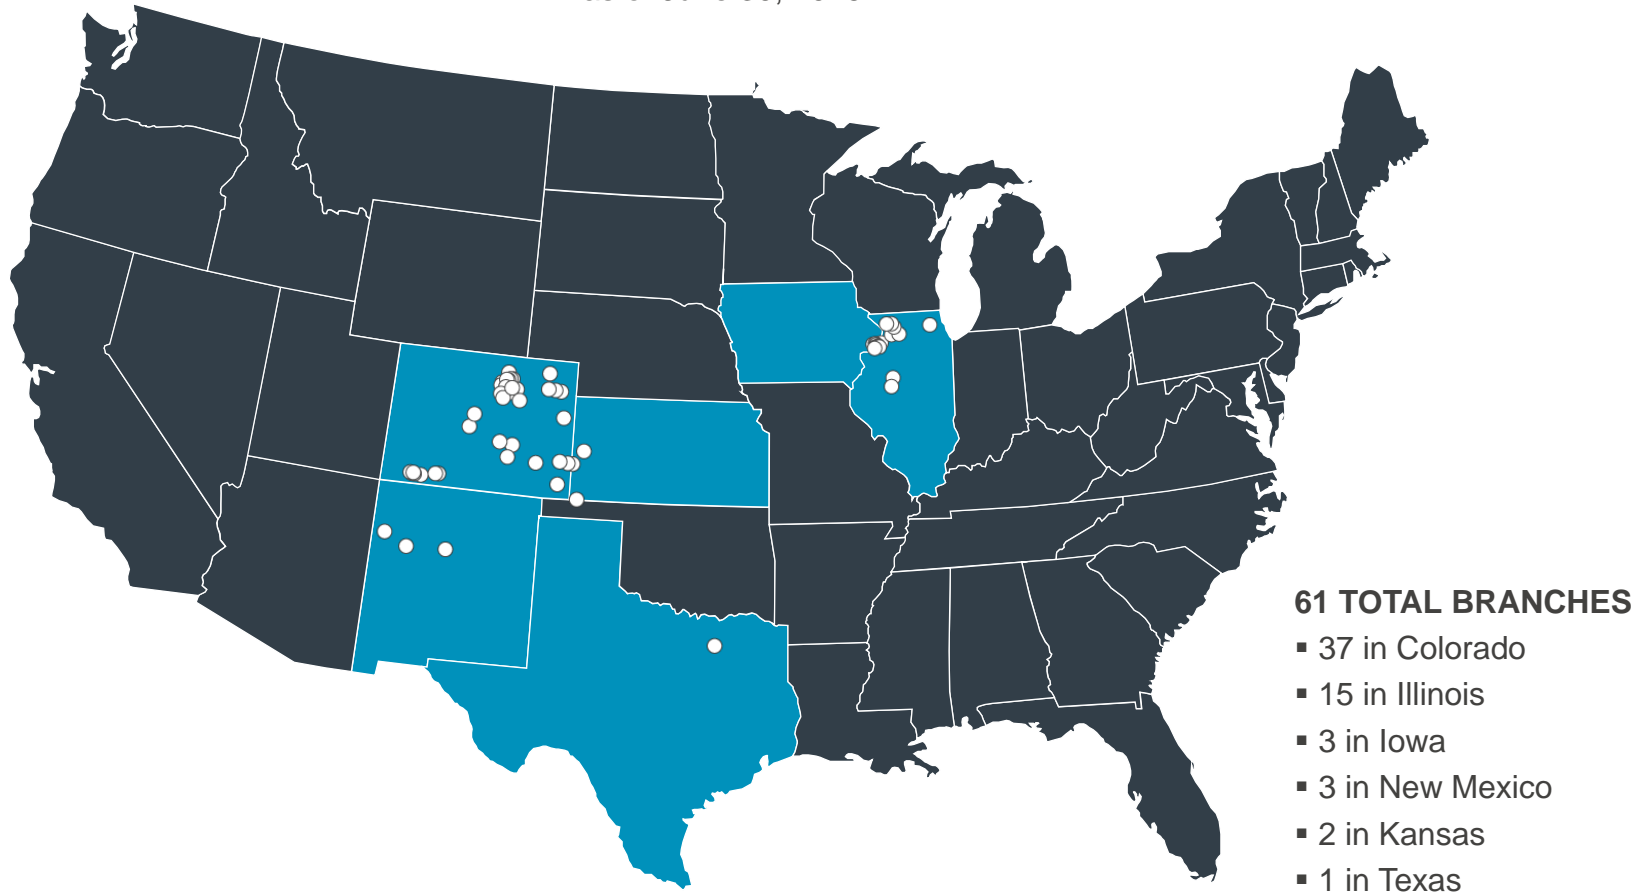 61 TOTAL BRANCHES
▪ 37 in Colorado
▪ 15 in Illinois
▪ 3 in Iowa
▪ 3 in New Mexico
▪ 2 in Kansas
▪ 1 in Texas